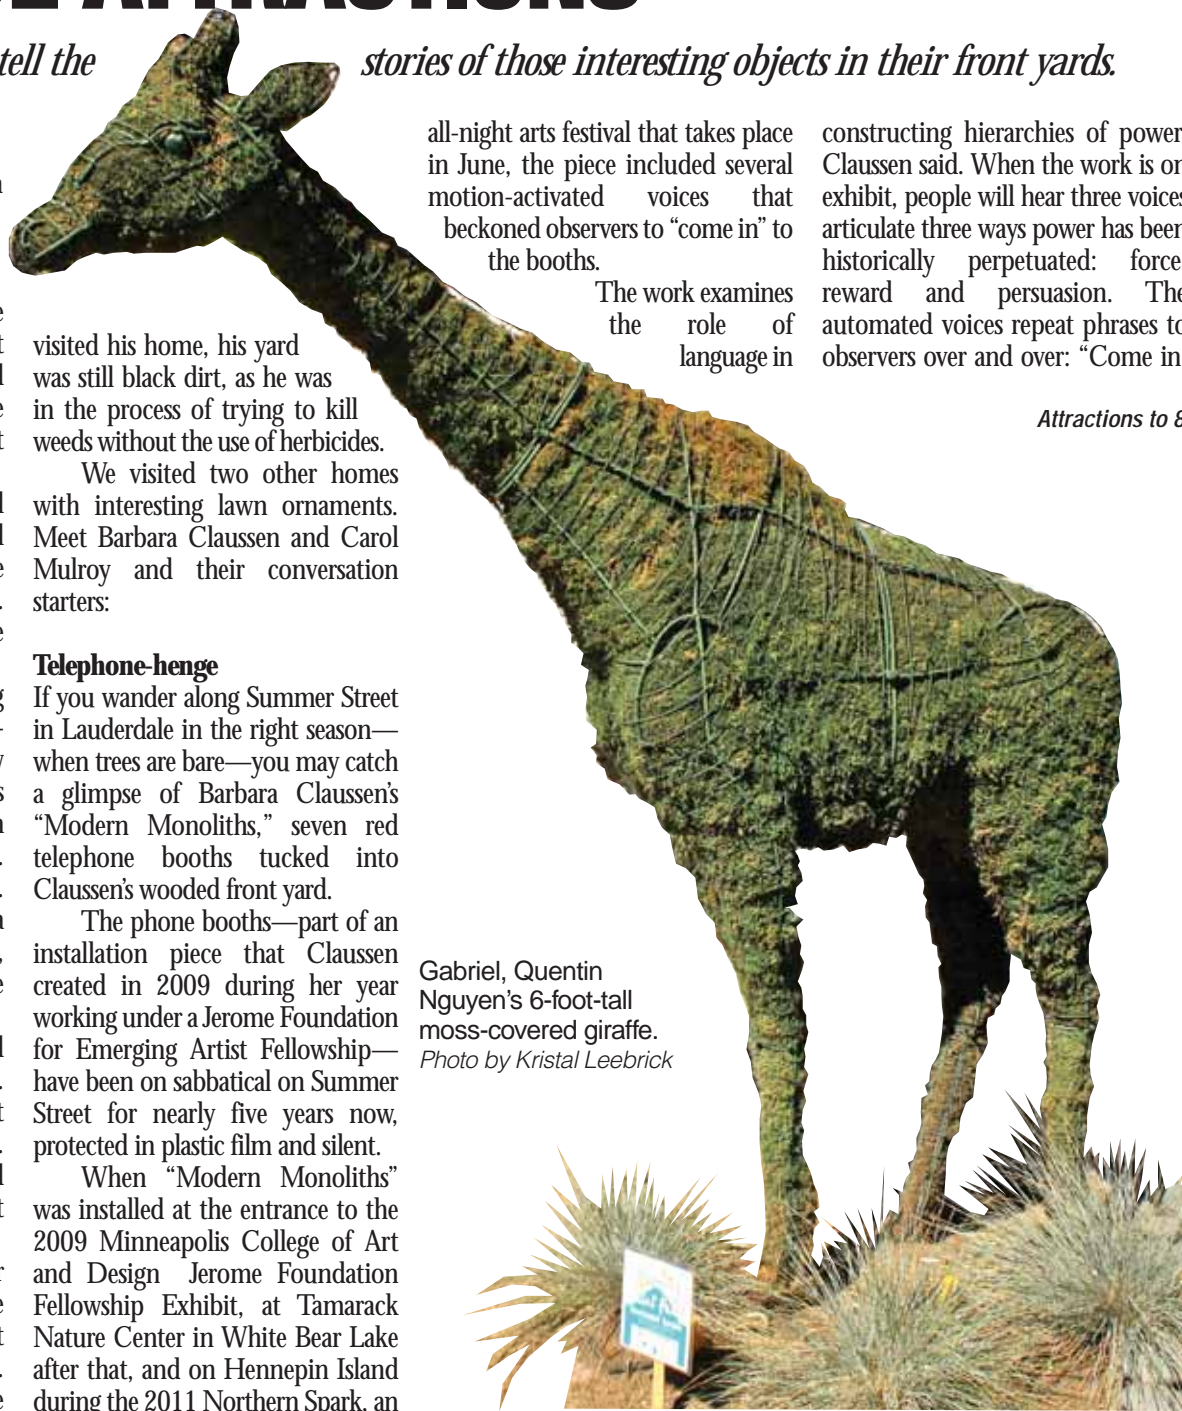 ATTRACTIONS
tell the stories of those interesting objects in their front yards.
visited his home, his yard
was still black dirt, as he was
in the process of trying to kill
weeds without the use of herbicides.
We visited two other homes
with interesting lawn ornaments.
Meet Barbara Claussen and Carol
Mulroy and their conversation
starters:
Telephone-henge
If you wander along Summer Street
in Lauderdale in the right season—
when trees are bare—you may catch
a glimpse of Barbara Claussen’s
“Modern Monoliths,” seven red
telephone booths tucked into
Claussen’s wooded front yard.
The phone booths—part of an
installation piece that Claussen
created in 2009 during her year
working under a Jerome Foundation
for Emerging Artist Fellowship—
have been on sabbatical on Summer
Street for nearly five years now,
protected in plastic film and silent.
When “Modern Monoliths”
was installed at the entrance to the
2009 Minneapolis College of Art
and Design Jerome Foundation
Fellowship Exhibit, at Tamarack
Nature Center in White Bear Lake
after that, and on Hennepin Island
during the 2011 Northern Spark, an
all-night arts festival that takes place
in June, the piece included several
motion-activated voices that
beckoned observers to “come in” to
the booths.
The work examines
the role of
language in
constructing hierarchies of power
Claussen said. When the work is on
exhibit, people will hear three voices
articulate three ways power has been
historically perpetuated: force
reward and persuasion. The
automated voices repeat phrases to
observers over and over: “Come in
Attractions to 8
Gabriel, Quentin
Nguyen’s 6-foot-tall
moss-covered giraffe.
Photo by Kristal Leebrick